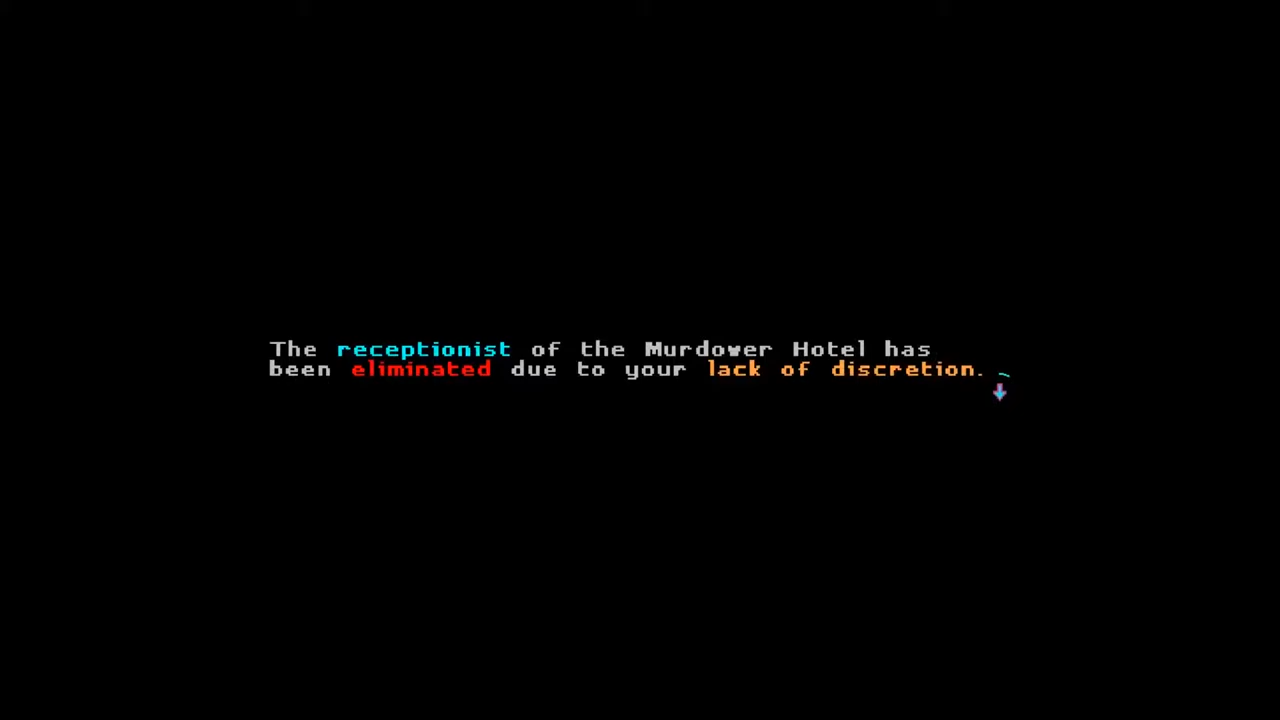 The receptionist of the Murdower Hotel has
been eliminated due to your lack of discretion.